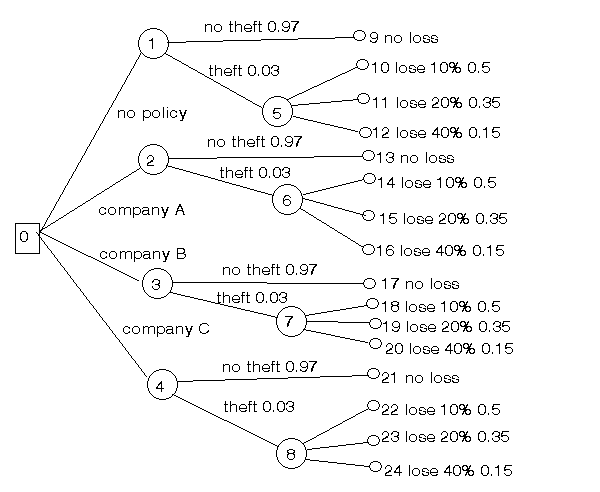 no theft 0.97
1
9 no loss
theft 0.03
10 lose 10% 0.5
5
11 lose 20% 0.35
no policy
12 lose 40% 0.15
no theft 0.97
2
13 no loss
theft 0.03
14 lose 10% 0.5
6
company A
15 lose 20% 0.35
0
16 lose 40% 0.15
company B
no theft 0.97
3
17 no loss
theft 0.03
18 lose 10% 0.5
7
19 lose 20% 0.35
company C
20 lose 40% 0.15
no theft 0.97
4
21 no loss
theft 0.03
22 lose 10% 0.5
23 lose 20% 0.35
8
24 lose 40% 0.15